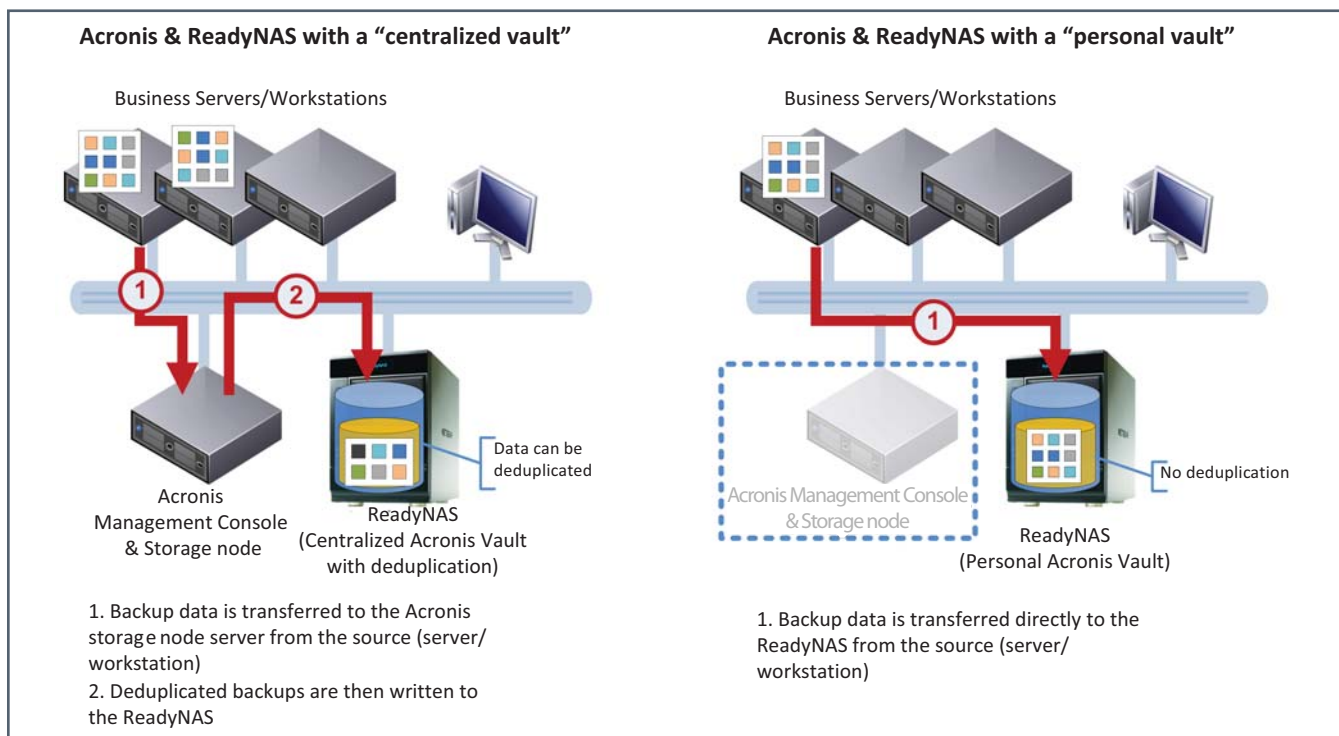 Acronis & ReadyNAS with a “centralized vault”
Business Servers/Workstations
1
2
Data can be
deduplicated
Acronis
Management Console
& Storage node
ReadyNAS
(Centralized Acronis Vault
with deduplication)
1. Backup data is transferred to the Acronis
storage node server from the source (server/
workstation)
2. Deduplicated backups are then written to
the ReadyNAS
Acronis & ReadyNAS with a “personal vault”
Business Servers/Workstations
1
No deduplication
Acronis Management Console
& Storage node
ReadyNAS
(Personal Acronis Vault)
1. Backup data is transferred directly to the
ReadyNAS from the source (server/
workstation)